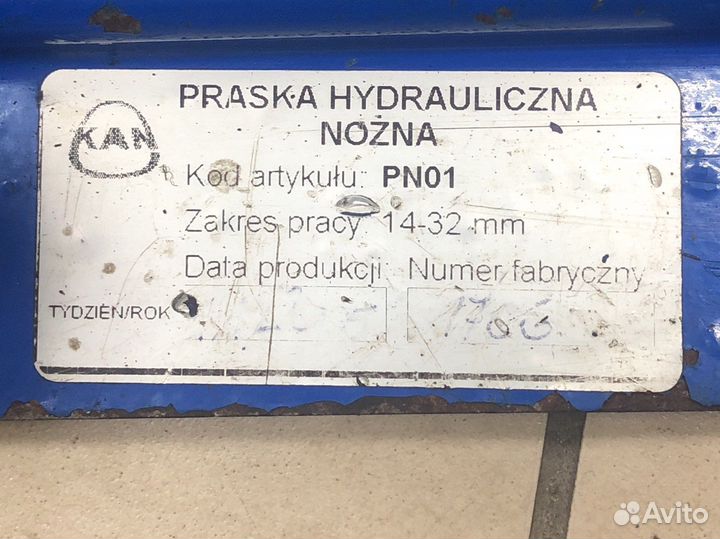 KAN
PRASKA HYDRAULICZNA
NOŻNA
Kod artykułu: PN01
Zakres pracy: 14-32 mm
Data produkcji: Numer fabryczny
TYDZIEŃ/ROK
Avito